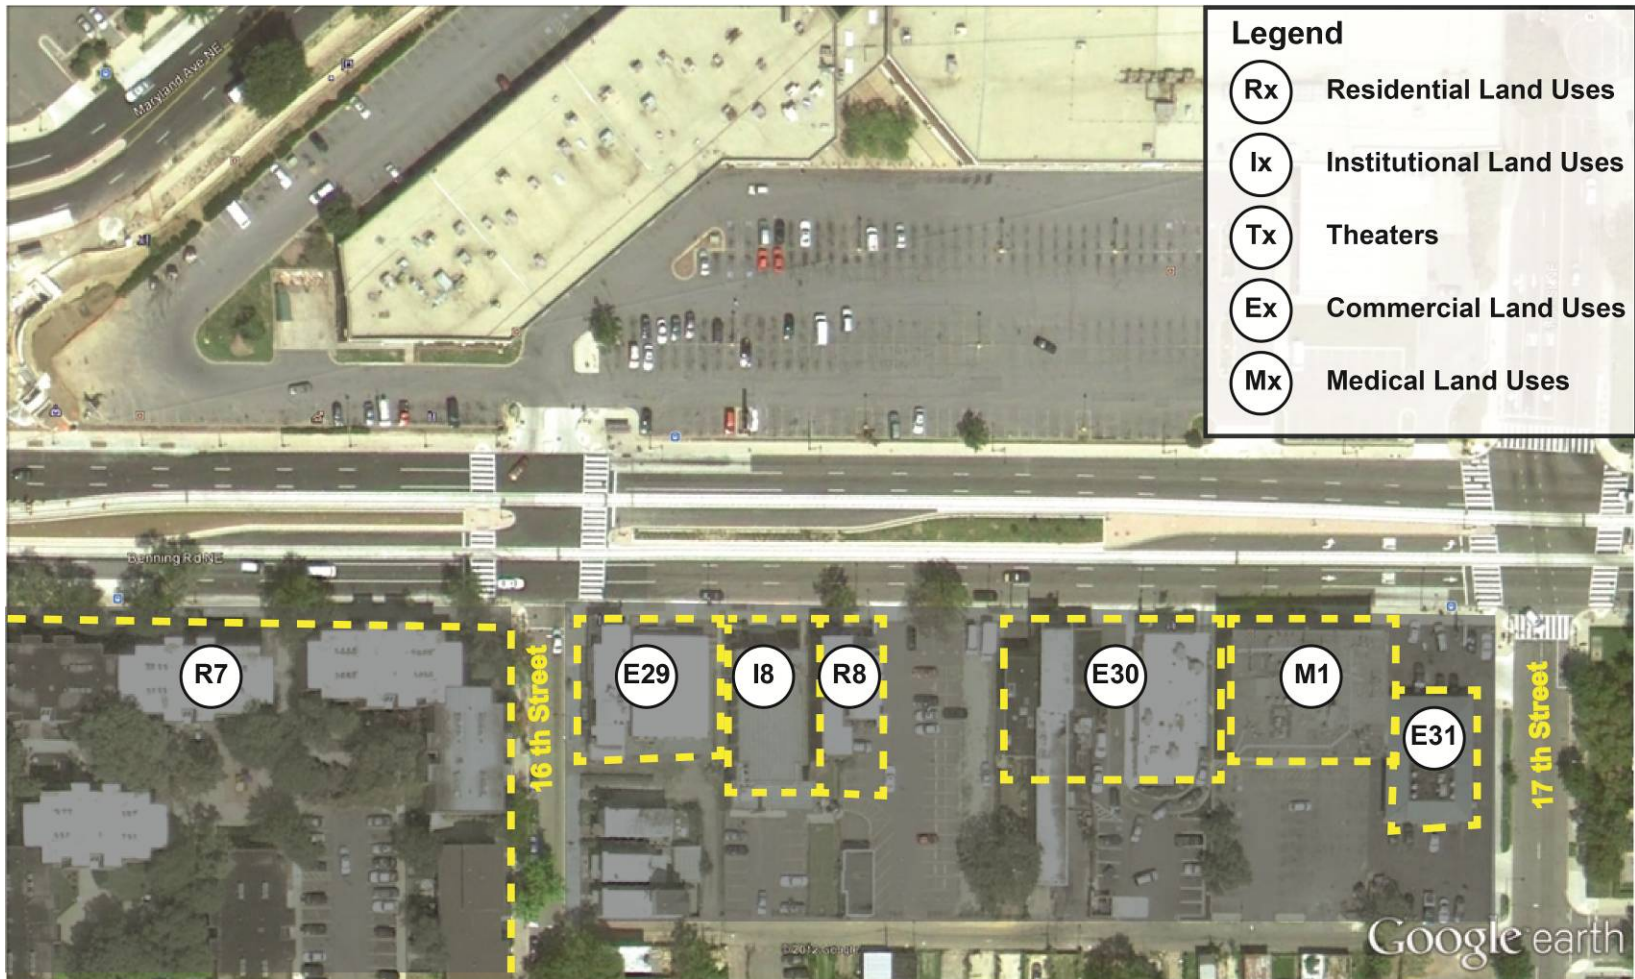 Legend
Rx Residential Land Uses
Ix Institutional Land Uses
Tx Theaters
Ex Commercial Land Uses
Mx Medical Land Uses
Maryland Ave NE
Benning Rd NE
R7
16 th Street
E29
I8
R8
E30
M1
E31
17 th Street
Google earth